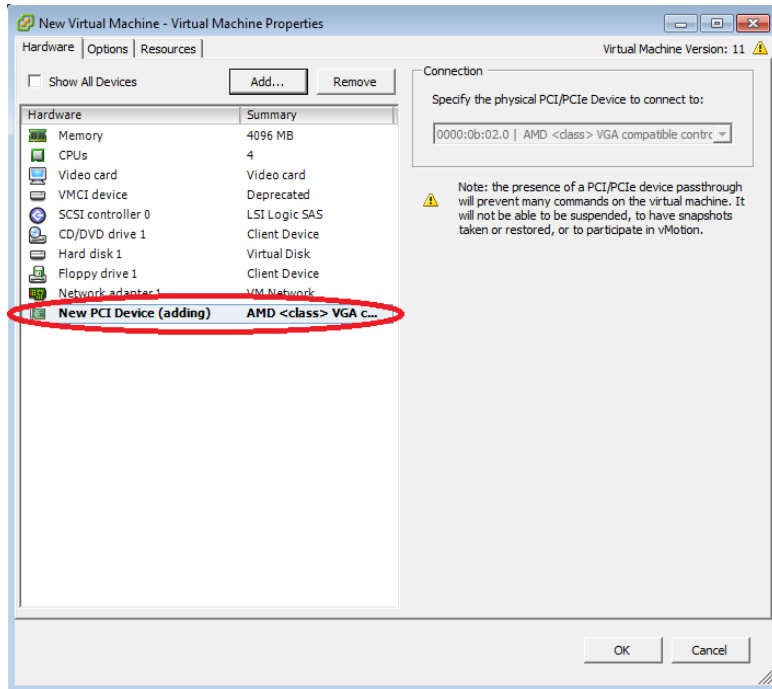 New Virtual Machine - Virtual Machine Properties
Hardware Options Resources
Virtual Machine Version: 11
Show All Devices
Add...
Remove
Hardware Summary
Memory 4096 MB
CPUs 4
Video card Video card
VMCI device Deprecated
SCSI controller 0 LSI Logic SAS
CD/DVD drive 1 Client Device
Hard disk 1 Virtual Disk
Floppy drive 1 Client Device
Network adapter 1 VM Network
New PCI Device (adding) AMD <class> VGA c...
Connection
Specify the physical PCI/PCIe Device to connect to:
0000:0b:02.0 | AMD <class> VGA compatible contrc
Note: the presence of a PCI/PCIe device passthrough
will prevent many commands on the virtual machine. It
will not be able to be suspended, to have snapshots
taken or restored, or to participate in vMotion.
OK
Cancel